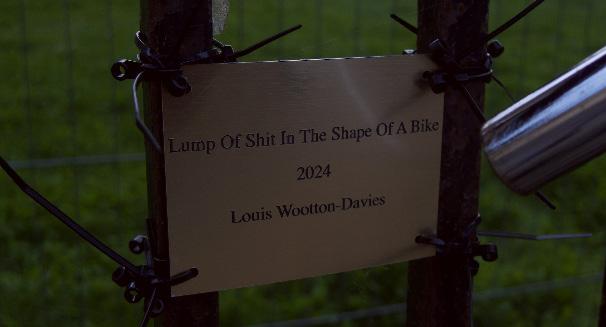 Lump Of Shit In The Shape Of A Bike
2024
Louis Wootton-Davies